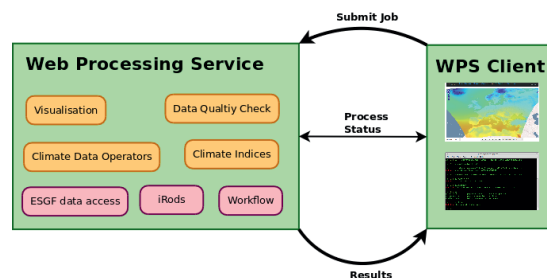 Submit Job
Web Processing Service
WPS Client
Visualisation
Data Qualtiy Check
Process
Status
Climate Data Operators
Climate Indices
ESGF data access
iRods
Workflow
Results